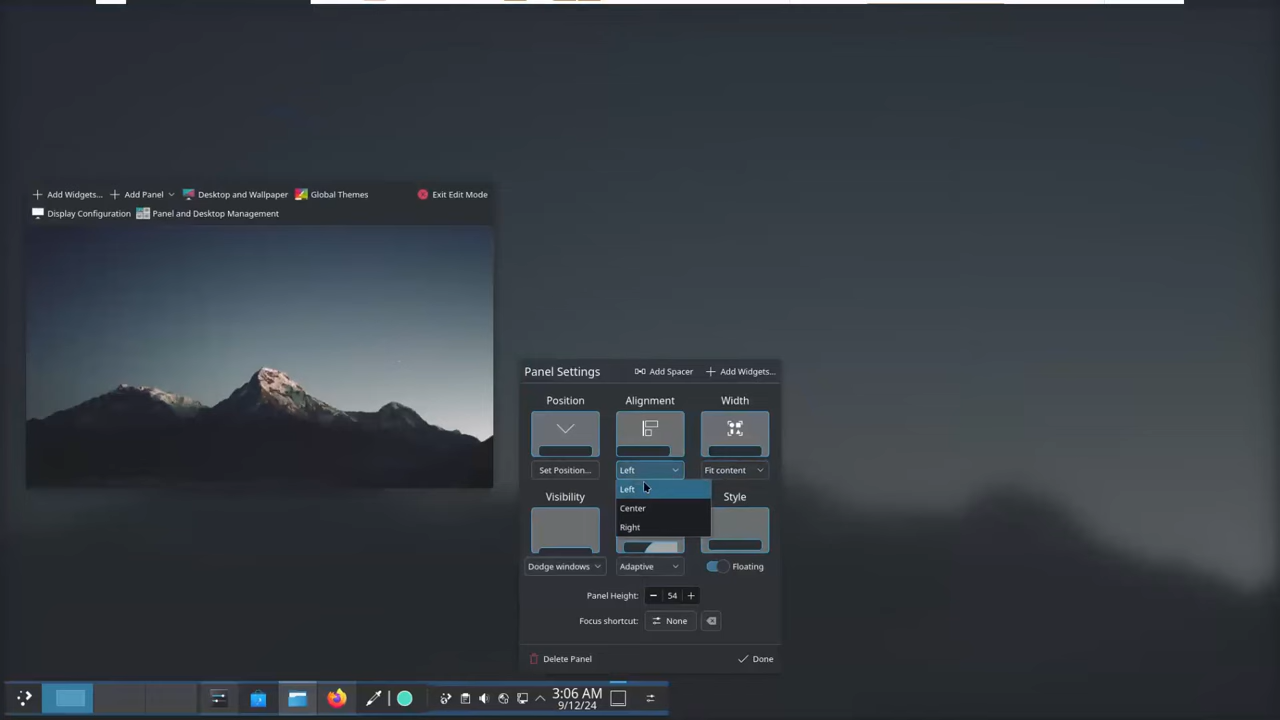 Add Widgets... Add Panel Desktop and Wallpaper Global Themes Exit Edit Mode
Display Configuration Panel and Desktop Management
Panel Settings Add Spacer Add Widgets...
Position Alignment Width
Set Position... Left Fit content
Left
Visibility Style
Center
Right
Dodge windows Adaptive Floating
Panel Height: 54
Focus shortcut: None
Delete Panel Done
3:06 AM
9/12/24